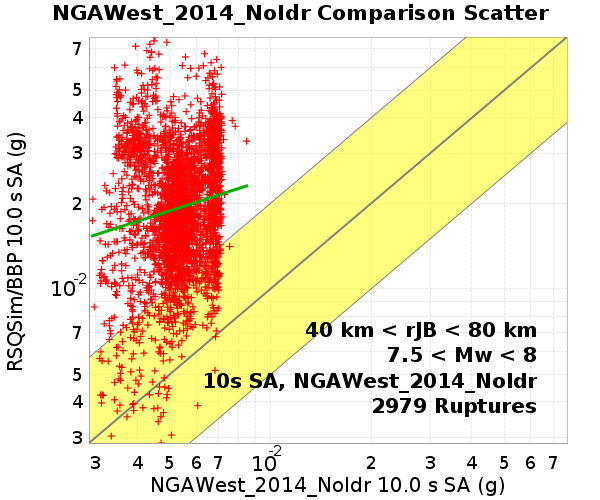 NGAWest_2014_NoIdr Comparison Scatter
RSQSim/BBP 10.0 s SA (g)
7
5
4
3
2
10⁻²
7
5
4
3
40 km < rJB < 80 km
7.5 < Mw < 8
10s SA, NGAWest_2014_NoIdr
2979 Ruptures
3 4 5 6 7 10⁻² 2 3 4 5 6 7
NGAWest_2014_NoIdr 10.0 s SA (g)